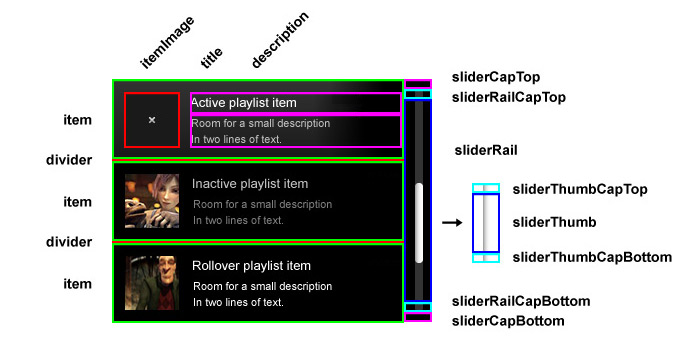 itemImage
title
description
sliderCapTop
sliderRailCapTop
item
Active playlist item
Room for a small description
In two lines of text.
sliderRail
divider
item
Inactive playlist item
Room for a small description
In two lines of text.
sliderThumbCapTop
sliderThumb
divider
sliderThumbCapBottom
item
Rollover playlist item
Room for a small description
In two lines of text.
sliderRailCapBottom
sliderCapBottom